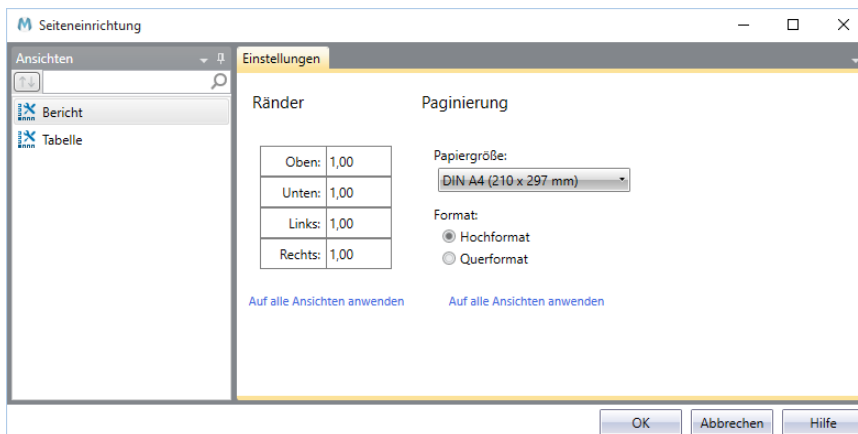 Seiteneinrichtung
Ansichten
Bericht
Tabelle
Einstellungen
Ränder
Oben: 1,00
Unten: 1,00
Links: 1,00
Rechts: 1,00
Auf alle Ansichten anwenden
Paginierung
Papiergröße:
DIN A4 (210 x 297 mm)
Format:
Hochformat
Querformat
Auf alle Ansichten anwenden
OK Abbrechen Hilfe